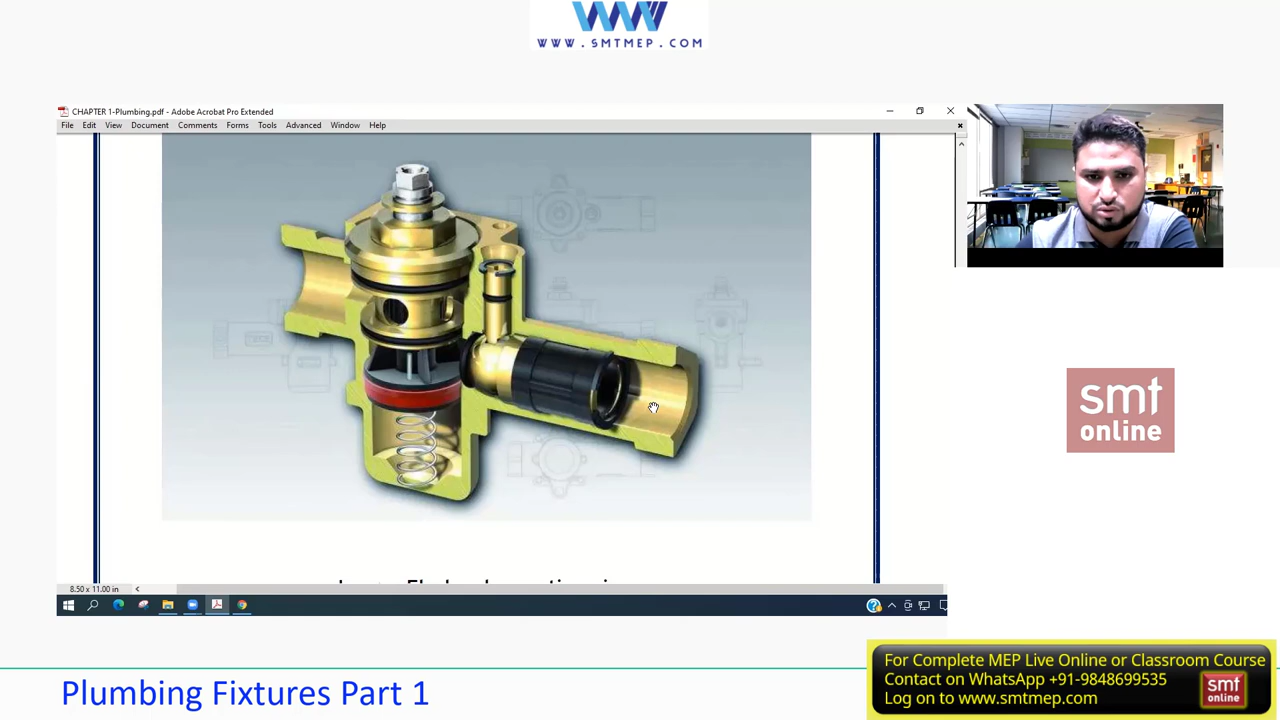 WWW.SMTMEP.COM
CHAPTER 1-Plumbing.pdf - Adobe Acrobat Pro Extended
File Edit View Document Comments Forms Tools Advanced Window Help
8.50 x 11.00 in
smt
online
Plumbing Fixtures Part 1
For Complete MEP Live Online or Classroom Course
Contact on WhatsApp +91-9848699535
Log on to www.smtmep.com
smt
online